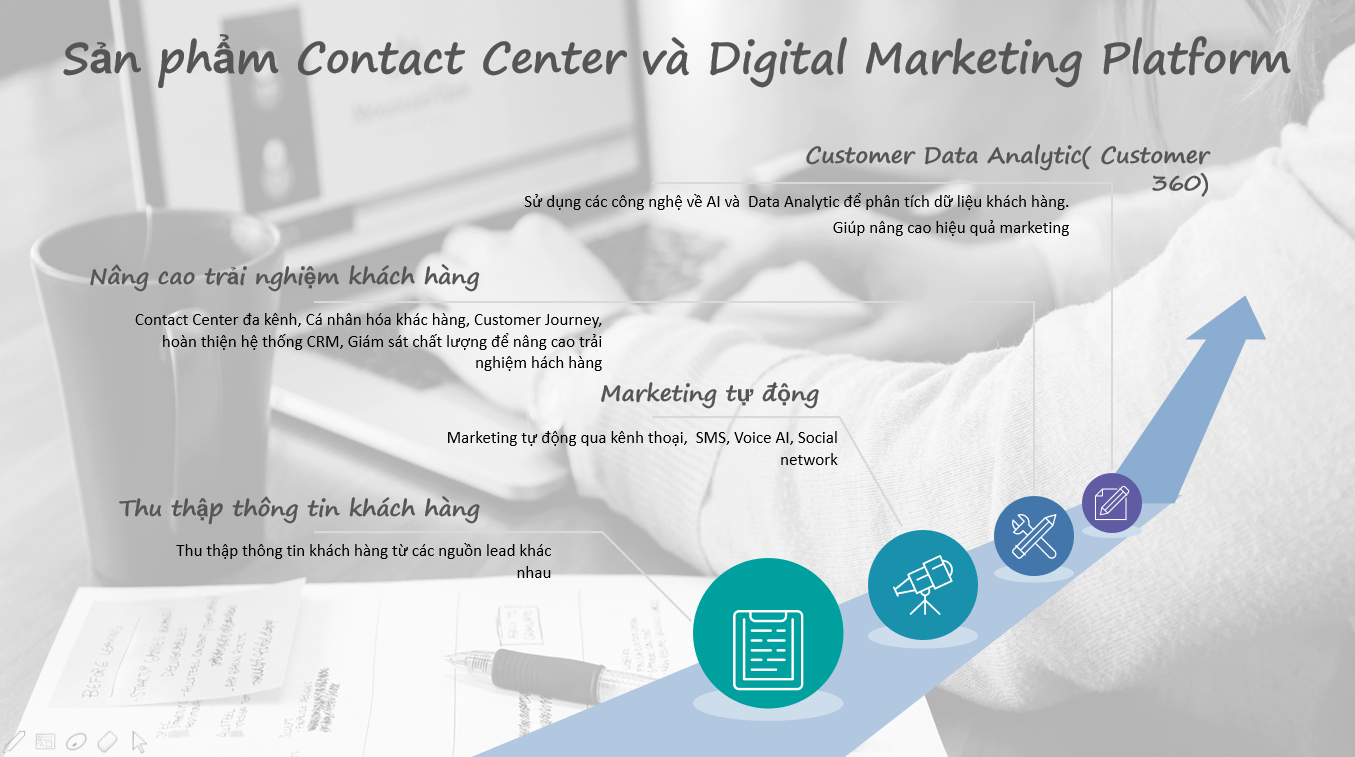 Sản phẩm Contact Center và Digital Marketing Platform
Customer Data Analytic( Customer
360)
Sử dụng các công nghệ về AI và  Data Analytic để phân tích dữ liệu khách hàng.
Giúp nâng cao hiệu quả marketing
Nâng cao trải nghiệm khách hàng
Contact Center đa kênh, Cá nhân hóa khác hàng, Customer Journey,
hoàn thiện hệ thống CRM, Giám sát chất lượng để nâng cao trải
nghiệm hách hàng
Marketing tự động
Marketing tự động qua kênh thoại,  SMS, Voice AI, Social
network
Thu thập thông tin khách hàng
Thu thập thông tin khách hàng từ các nguồn lead khác
nhau